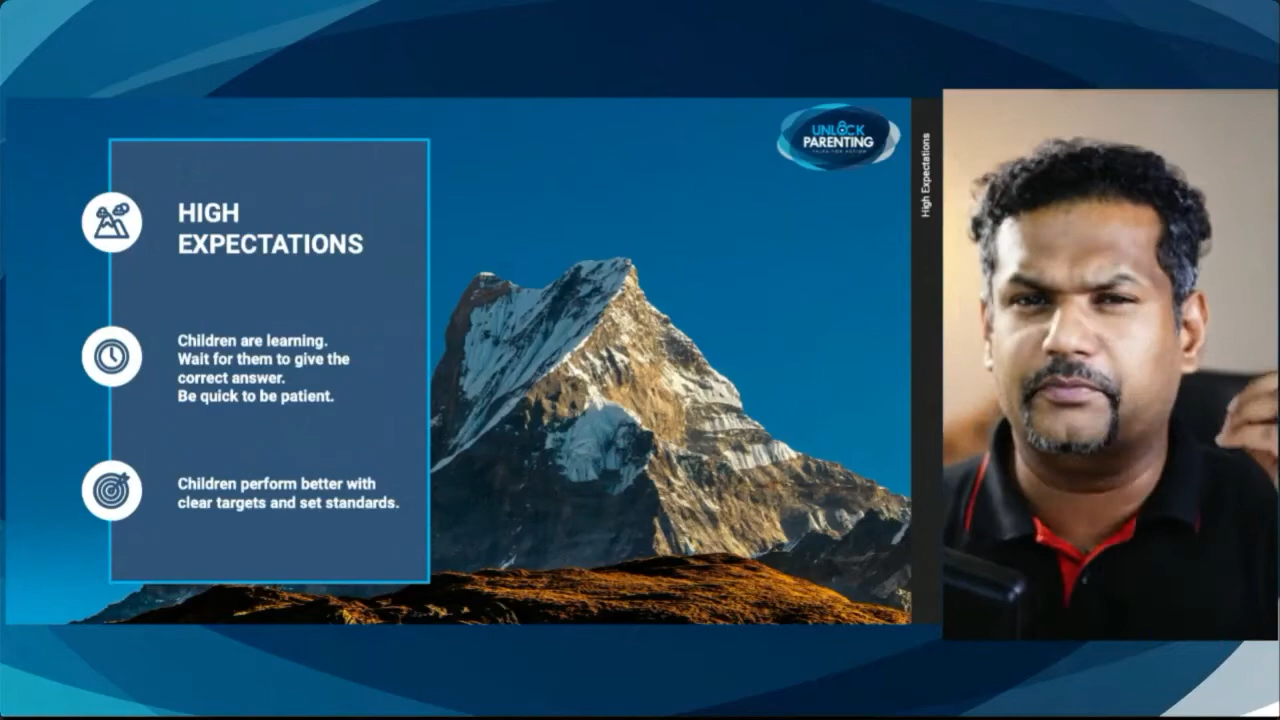 UNLOCK
PARENTING
High Expectations
HIGH
EXPECTATIONS
Children are learning.
Wait for them to give the
correct answer.
Be quick to be patient.
Children perform better with
clear targets and set standards.